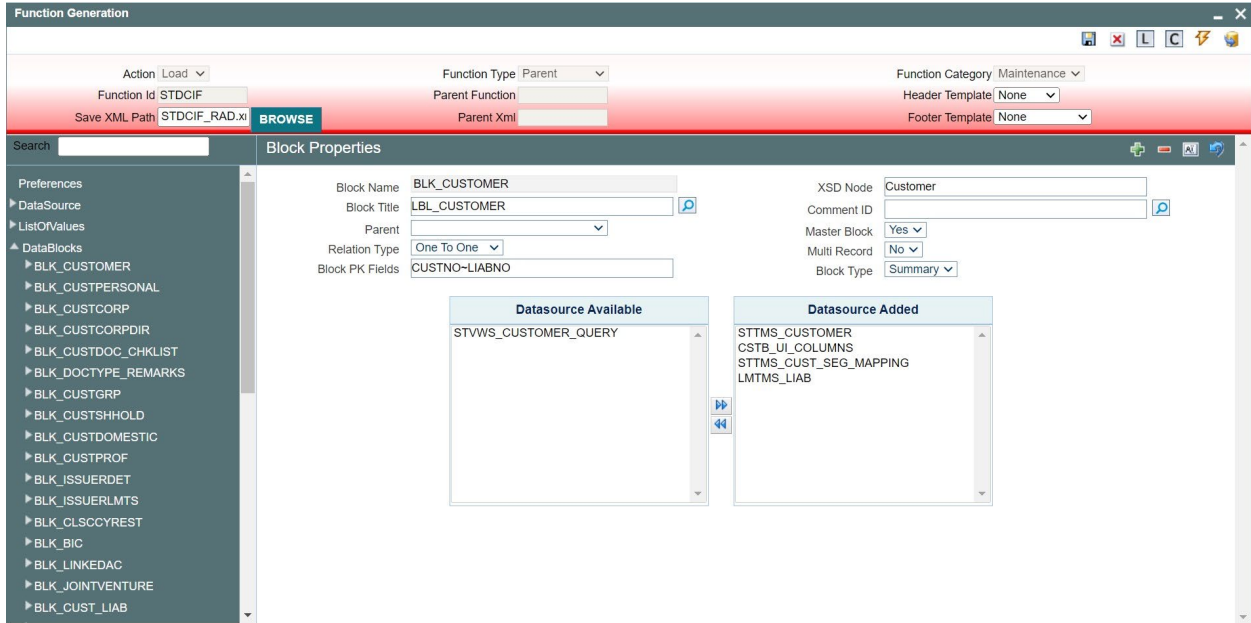 Function Generation
L C
Action Load Function Type Parent Function Category Maintenance
Function Id STDCIF Parent Function Header Template None
Save XML Path STDCIF_RAD.x BROWSE Parent Xml Footer Template None
Search Block Properties
Preferences
DataSource
ListOfValues
DataBlocks
BLK_CUSTOMER
BLK_CUSTPERSONAL
BLK_CUSTCORP
BLK_CUSTCORPDIR
BLK_CUSTDOC_CHKLIST
BLK_DOCTYPE_REMARKS
BLK_CUSTGRP
BLK_CUSTSHHOLD
BLK_CUSTDOMESTIC
BLK_CUSTPROF
BLK_ISSUERDET
BLK_ISSUERLMTS
BLK_CLSCCYREST
BLK_BIC
BLK_LINKEDAC
BLK_JOINTVENTURE
BLK_CUST_LIAB
Block Name BLK_CUSTOMER XSD Node Customer
Block Title LBL_CUSTOMER Comment ID
Parent Master Block Yes
Relation Type One To One Multi Record No
Block PK Fields CUSTNO~LIABNO Block Type Summary
Datasource Available
STVWS_CUSTOMER_QUERY
Datasource Added
STTMS_CUSTOMER
CSTB_UI_COLUMNS
STTMS_CUST_SEG_MAPPING
LMTMS_LIAB